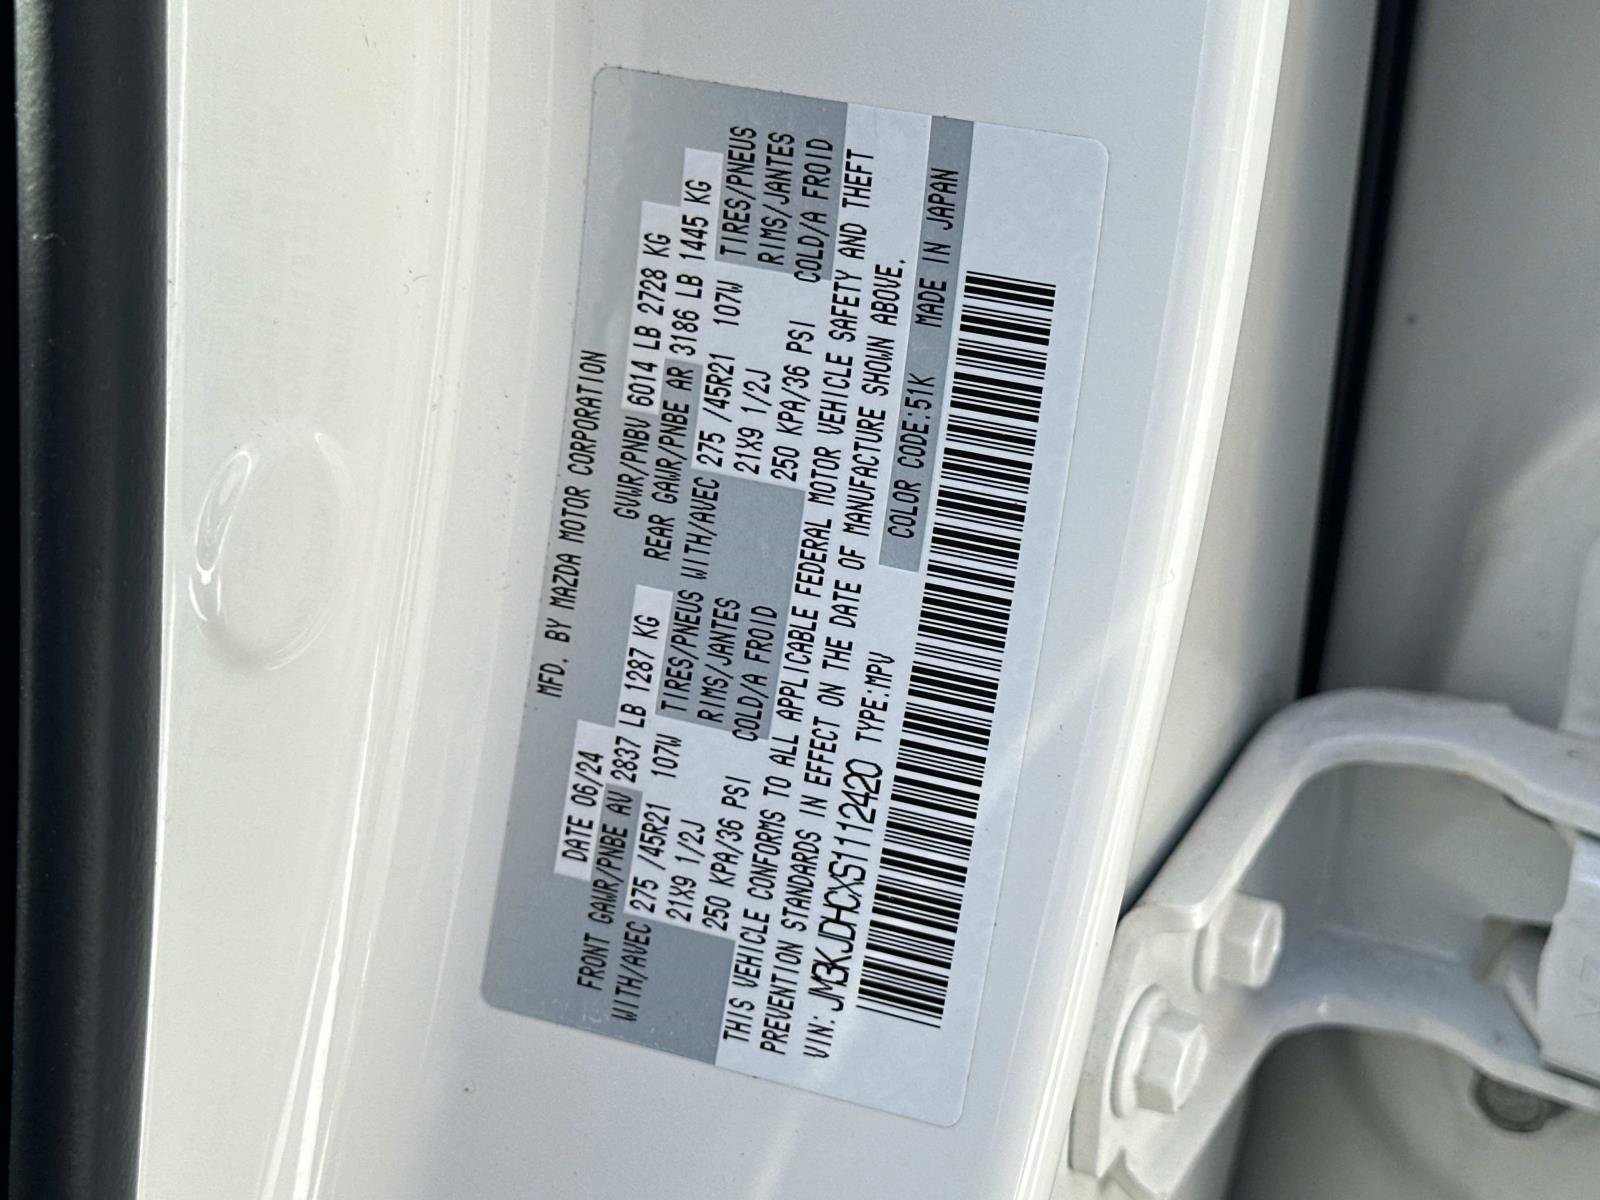 MFD. BY MAZDA MOTOR CORPORATION
DATE 06/24 GVWR/PNBV 6014 LB 2728 KG
FRONT GAWR/PNBE AV 2837 LB 1287 KG REAR GAWR/PNBE AR 3186 LB 1445 KG
WITH/AVEC 275 /45R21 107W TIRES/PNEUS WITH/AVEC 275 /45R21 107W TIRES/PNEUS
21X9 1/2J RIMS/JANTES 21X9 1/2J RIMS/JANTES
250 KPA/36 PSI COLD/A FROID 250 KPA/36 PSI COLD/A FROID
THIS VEHICLE CONFORMS TO ALL APPLICABLE FEDERAL MOTOR VEHICLE SAFETY AND THEFT
PREVENTION STANDARDS IN EFFECT ON THE DATE OF MANUFACTURE SHOWN ABOVE.
VIN: JM3KJDHCXS1112420 TYPE:MPV COLOR CODE:51K MADE IN JAPAN